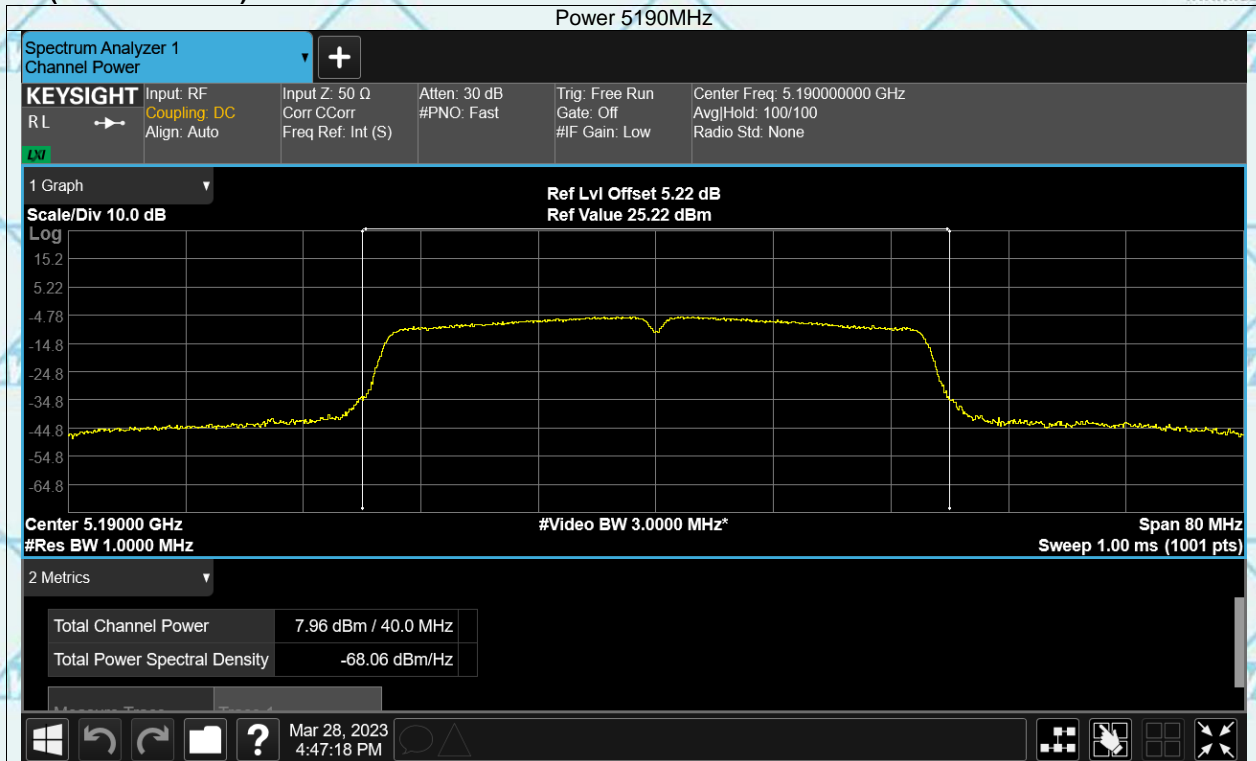 Power 5190MHz
Spectrum Analyzer 1
Channel Power
KEYSIGHT
R L
LXI
Input: RF
Coupling: DC
Align: Auto
Input Z: 50 Ω
Corr CCorr
Freq Ref: Int (S)
Atten: 30 dB
#PNO: Fast
Trig: Free Run
Gate: Off
#IF Gain: Low
Center Freq: 5.190000000 GHz
Avg|Hold: 100/100
Radio Std: None
1 Graph
Scale/Div 10.0 dB
Ref Lvl Offset 5.22 dB
Ref Value 25.22 dBm
Log
15.2
5.22
-4.78
-14.8
-24.8
-34.8
-44.8
-54.8
-64.8
Center 5.19000 GHz
#Video BW 3.0000 MHz*
Span 80 MHz
#Res BW 1.0000 MHz
Sweep 1.00 ms (1001 pts)
2 Metrics
Total Channel Power 7.96 dBm / 40.0 MHz
Total Power Spectral Density -68.06 dBm/Hz
Mar 28, 2023
4:47:18 PM